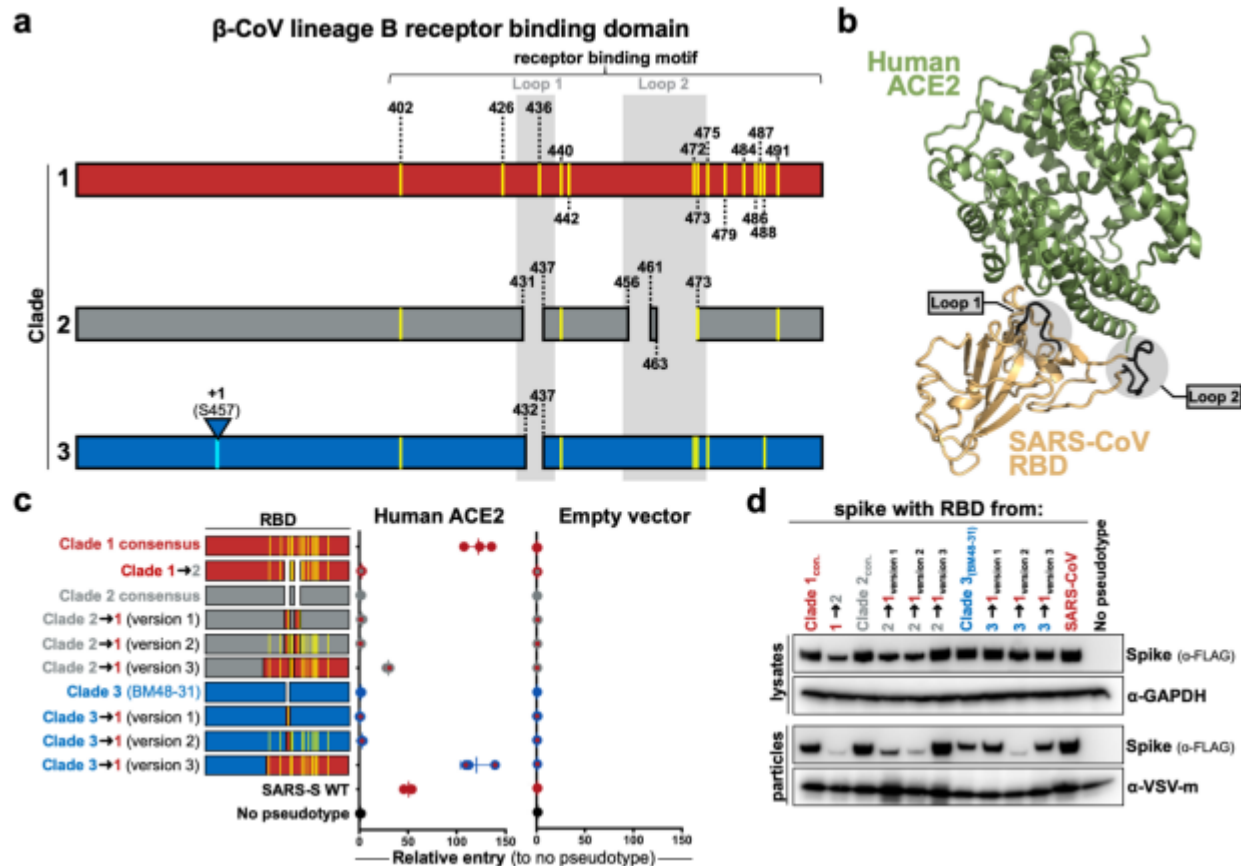 a
β-CoV lineage B receptor binding domain
receptor binding motif
Loop 1
Loop 2
402
426
436
440
442
472
475
484
487
491
473
479
486
488
Clade
1
431
437
456
461
473
463
2
+1
(S457)
432
437
3
b
Human
ACE2
Loop 1
Loop 2
SARS-CoV
RBD
c
RBD
Human ACE2
Empty vector
Clade 1 consensus
Clade 1➔2
Clade 2 consensus
Clade 2➔1 (version 1)
Clade 2➔1 (version 2)
Clade 2➔1 (version 3)
Clade 3 (BM48-31)
Clade 3➔1 (version 1)
Clade 3➔1 (version 2)
Clade 3➔1 (version 3)
SARS-S WT
No pseudotype
0 50 100 150
0 50 100 150
Relative entry (to no pseudotype)
d
spike with RBD from:
Clade 1con.
1➔2
Clade 2con.
2➔1version 1
2➔1version 2
2➔1version 3
Clade 3(BM48-31)
3➔1version 1
3➔1version 2
3➔1version 3
SARS-CoV
No pseudotype
lysates
Spike (α-FLAG)
α-GAPDH
particles
Spike (α-FLAG)
α-VSV-m